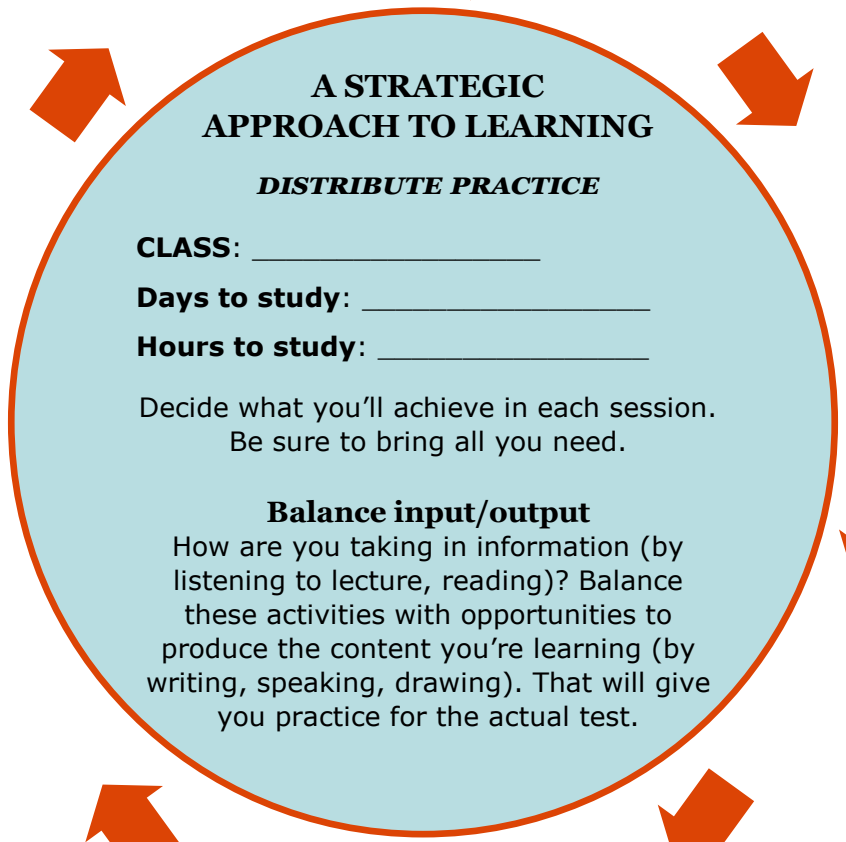 A STRATEGIC
APPROACH TO LEARNING
DISTRIBUTE PRACTICE
CLASS: ___________________
Days to study: ___________________
Hours to study: __________________
Decide what you’ll achieve in each session.
Be sure to bring all you need.
Balance input/output
How are you taking in information (by
listening to lecture, reading)? Balance
these activities with opportunities to
produce the content you’re learning (by
writing, speaking, drawing). That will give
you practice for the actual test.